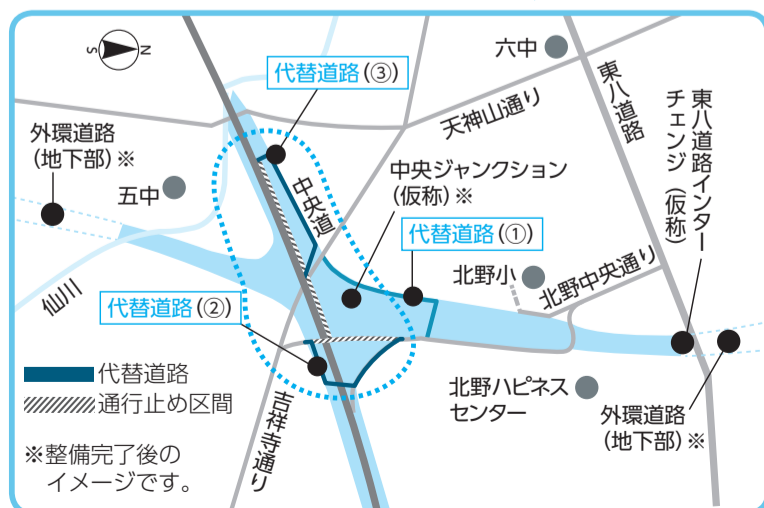 S
N
代替道路(③)
六中
東八道路
天神山通り
外環道路
(地下部)※
五中
中央道
中央ジャンクション
(仮称)※
東八道路インター
チェンジ(仮称)
代替道路(①)
北野小
北野中央通り
仙川
代替道路(②)
代替道路
通行止め区間
吉祥寺通り
北野ハピネス
センター
外環道路
(地下部)※
※整備完了後の
イメージです。